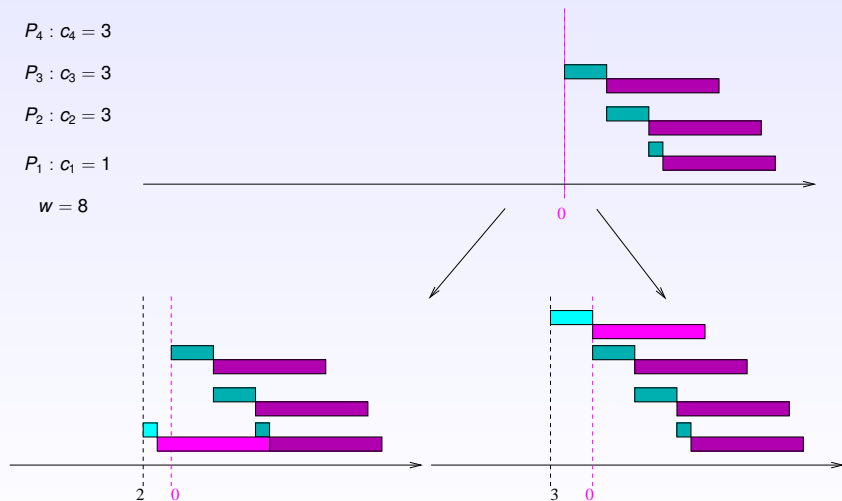 P₄ : c₄ = 3
P₃ : c₃ = 3
P₂ : c₂ = 3
P₁ : c₁ = 1
w = 8
0
2 0
3 0